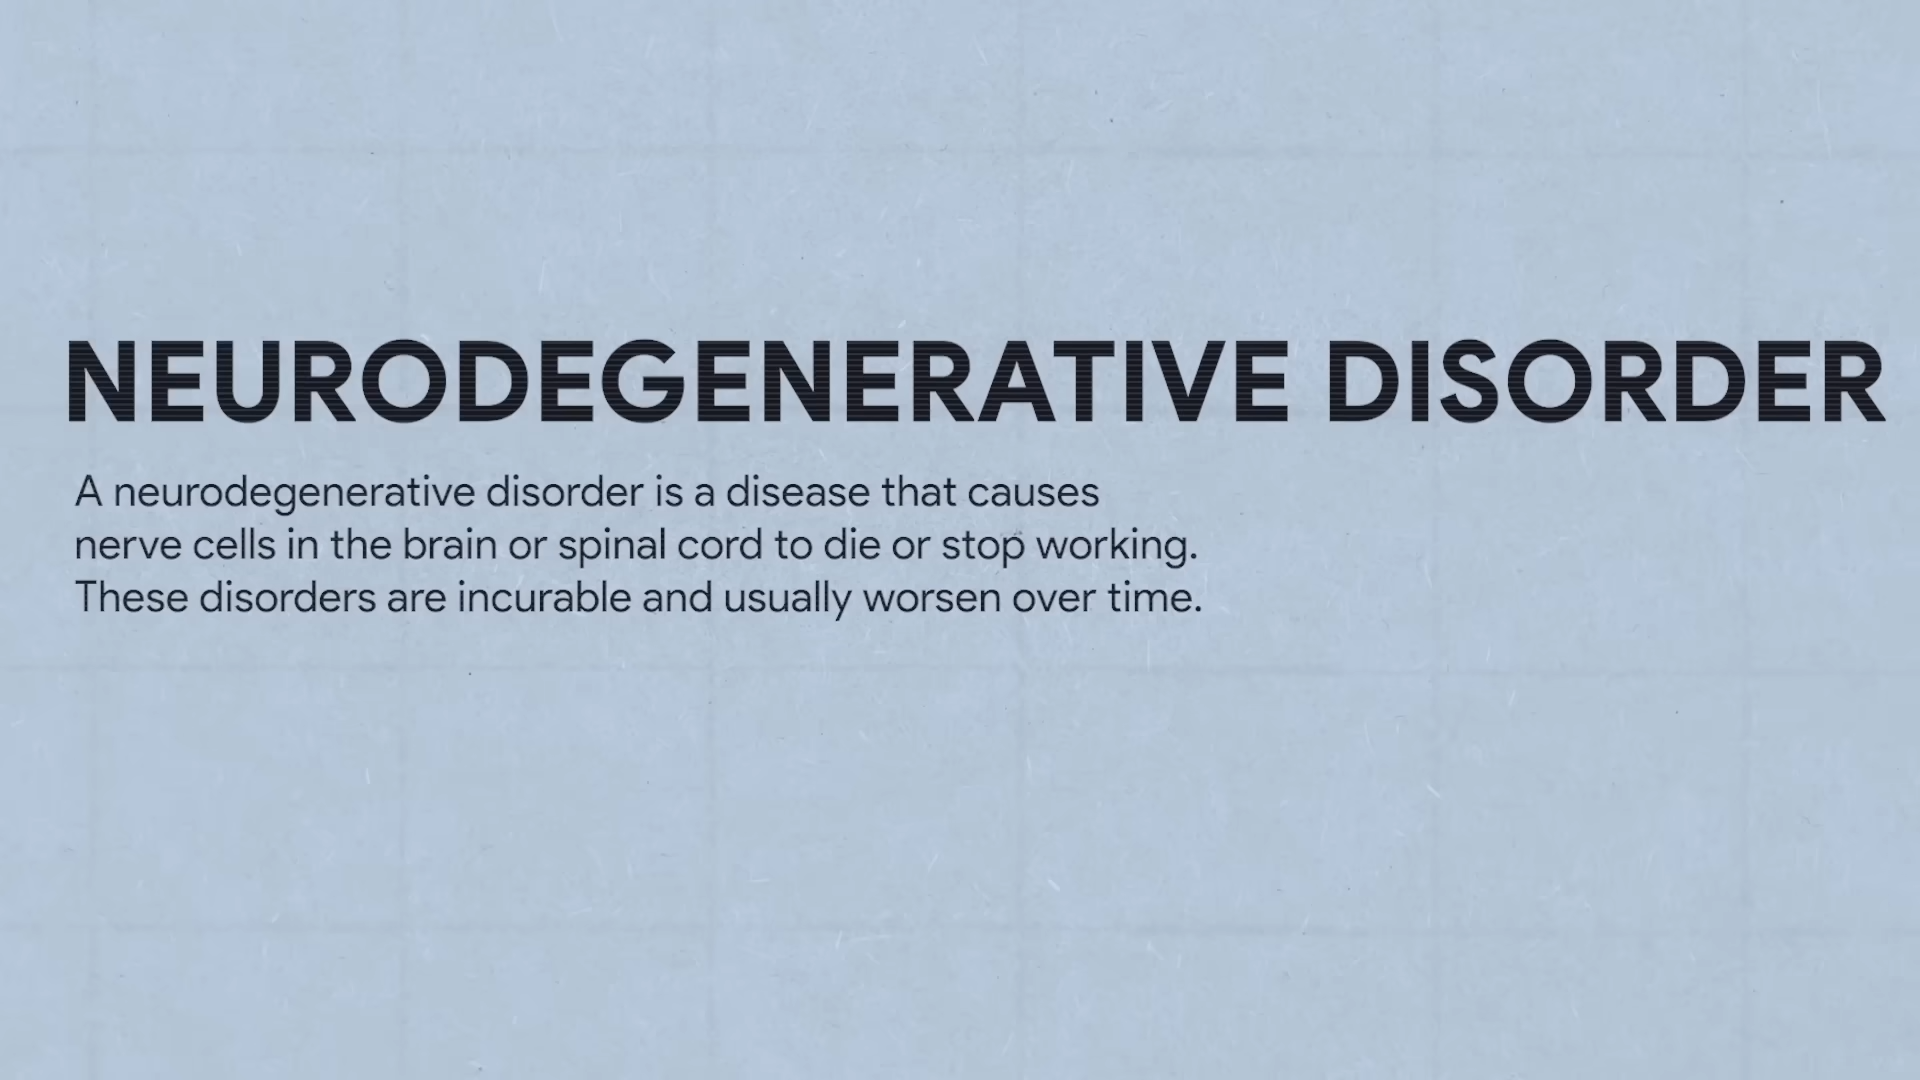 NEURODEGENERATIVE DISORDER
A neurodegenerative disorder is a disease that causes
nerve cells in the brain or spinal cord to die or stop working.
These disorders are incurable and usually worsen over time.